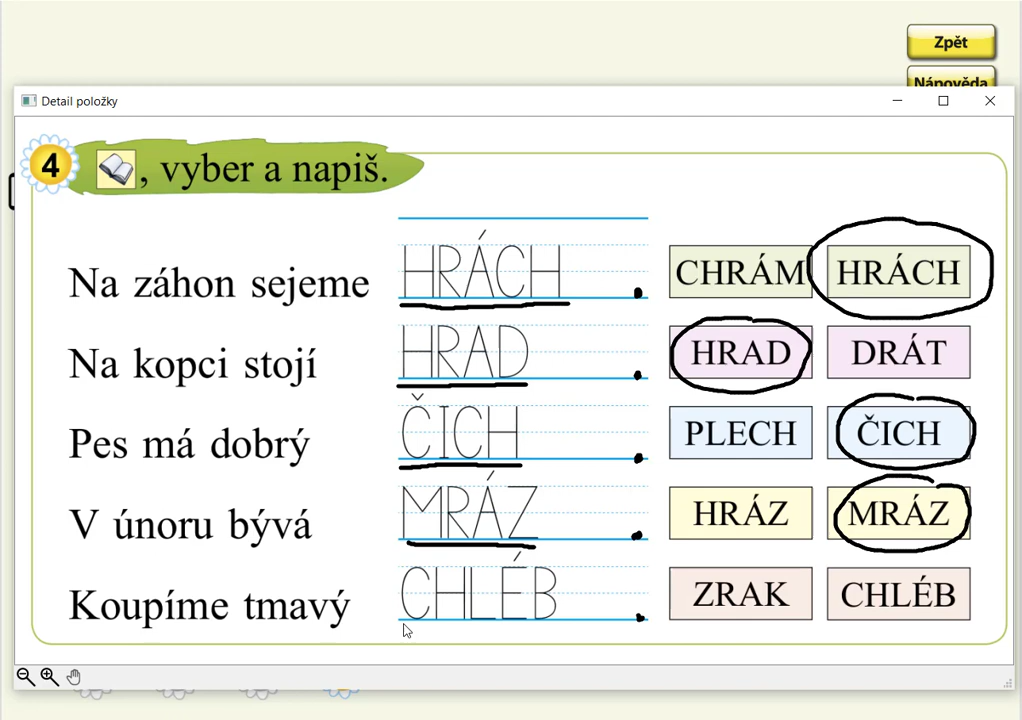 Zpět
Nápověda
Detail položky
4 , vyber a napiš.
Na záhon sejeme HRÁCH . CHRÁM HRÁCH
Na kopci stojí HRAD . HRAD DRÁT
Pes má dobrý ČICH . PLECH ČICH
V únoru bývá MRÁZ . HRÁZ MRÁZ
Koupíme tmavý CHLÉB . ZRAK CHLÉB